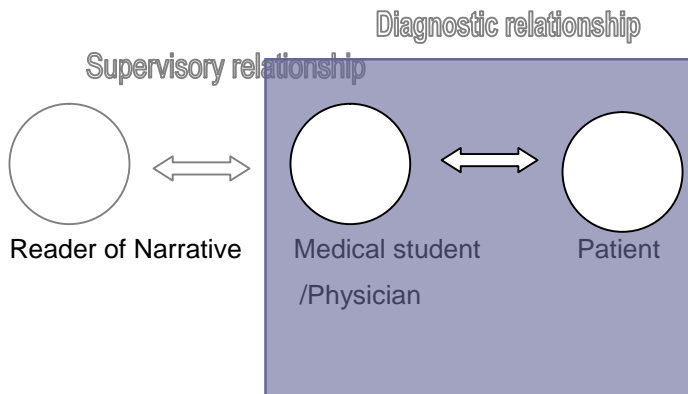 Diagnostic relationship
Supervisory relationship
Reader of Narrative
Medical student
/Physician
Patient